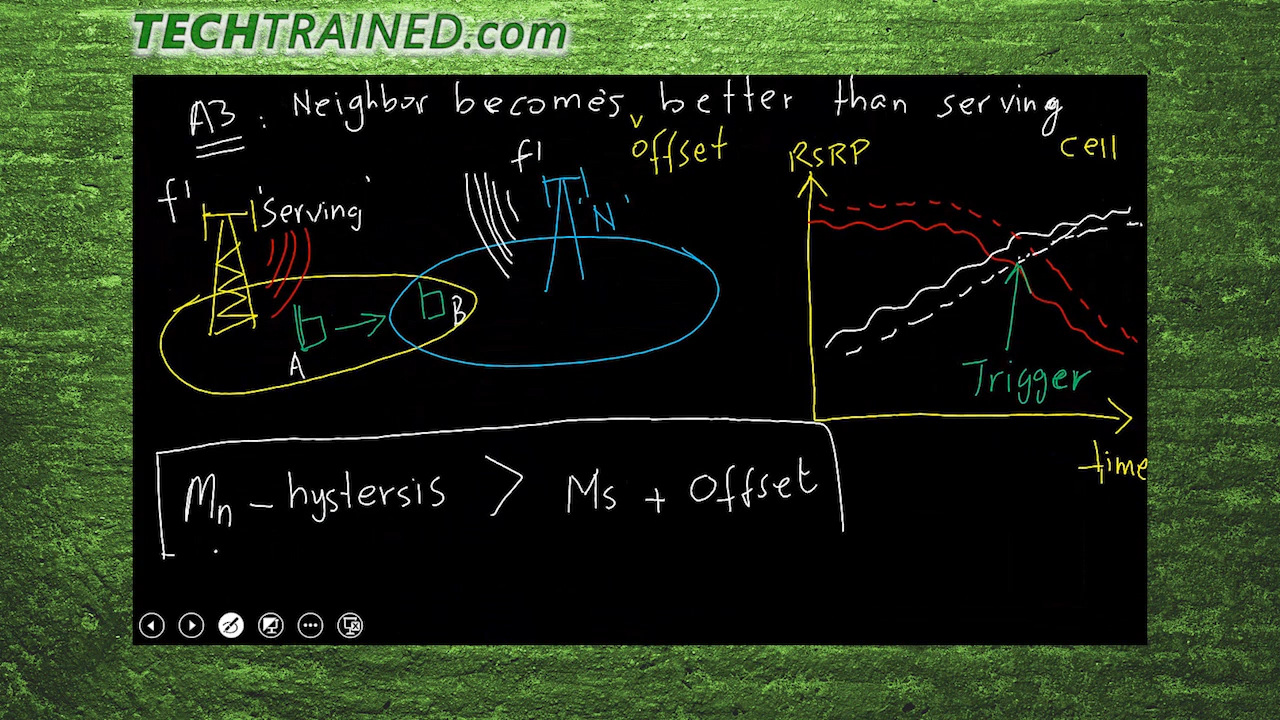 TECHTRAINED.com
A3 : Neighbor becomes better than serving
offset
cell
f1
'Serving'
f1
'N'
A
B
RSRP
Trigger
time
Mn - hystersis > Ms + Offset